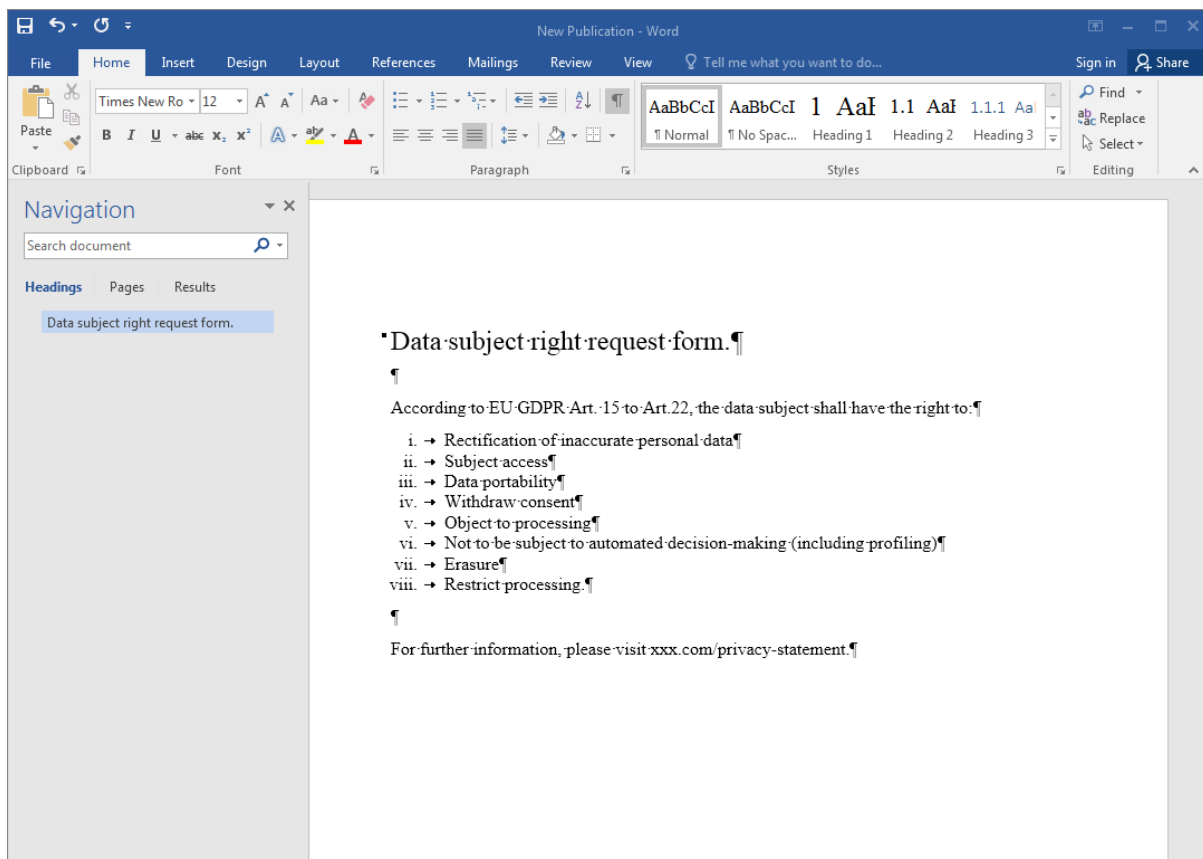 New Publication - Word
File Home Insert Design Layout References Mailings Review View Tell me what you want to do... Sign in Share
Paste
Times New Ro 12 A A Aa
B I U abc X₂ X² A aby A
AaBbCcI AaBbCcI 1 AaI 1.1 AaI 1.1.1 Aa
¶ Normal ¶ No Spac... Heading 1 Heading 2 Heading 3
Find
Replace
Select
Clipboard Font Paragraph Styles Editing
Navigation
Search document
Headings Pages Results
Data subject right request form.
Data·subject·right·request·form.¶
¶
According·to·EU·GDPR·Art.·15·to·Art.22,·the·data·subject·shall·have·the·right·to:¶
i. → Rectification·of·inaccurate·personal·data¶
ii. → Subject·access¶
iii. → Data·portability¶
iv. → Withdraw·consent¶
v. → Object·to·processing¶
vi. → Not·to·be·subject·to·automated·decision-making·(including·profiling)¶
vii. → Erasure¶
viii. → Restrict·processing.¶
¶
For·further·information,·please·visit·xxx.com/privacy-statement.¶